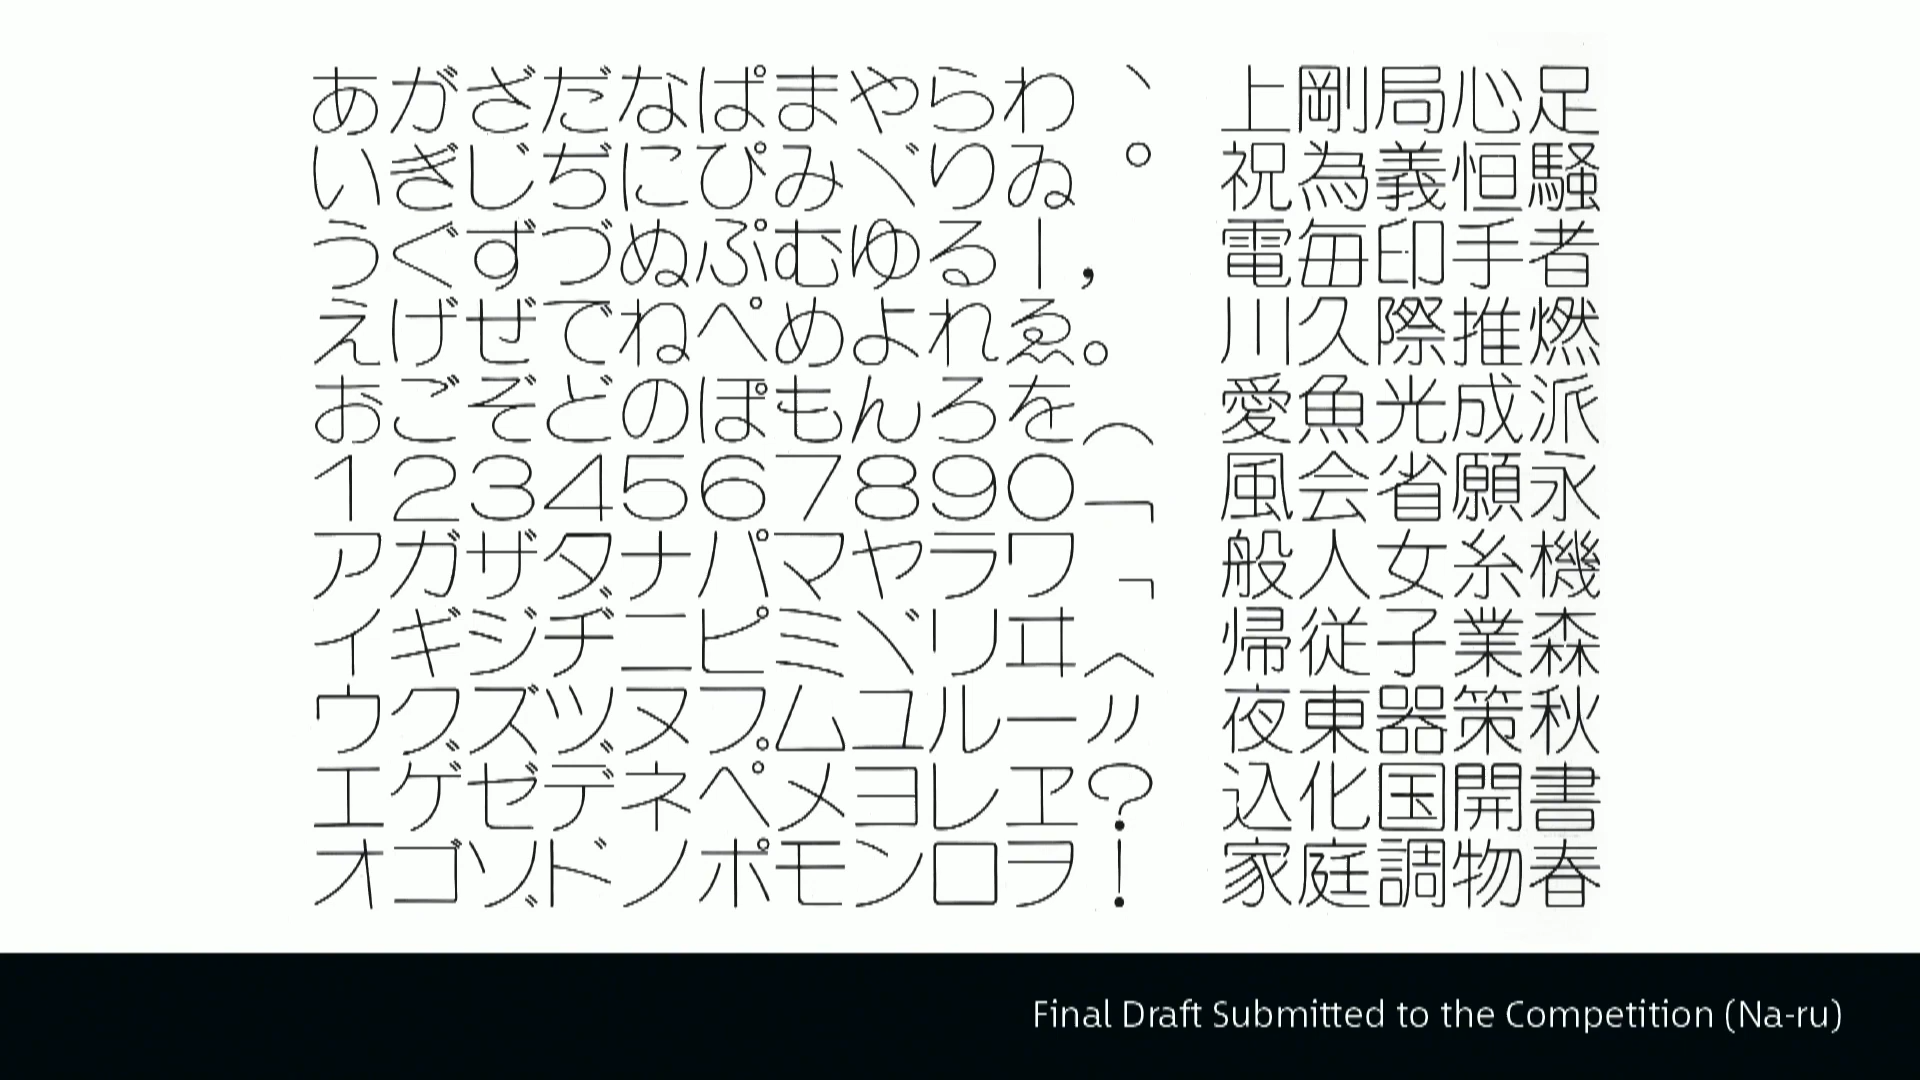 あがざだなぱまやらわ、
いぎじぢにぴみゞりゐ。
うぐずづぬぷむゆるー，
えげぜでねぺめよれゑ。
おごぞどのぽもんろを︵
1234567890﹁
アガザダナパマヤラワ﹁
イギジヂニピミヾリヰ︿
ウグズヅヌプムユルー〃
エゲゼデネペメヨレヱ?
オゴゾドノポモンロヲ!
上剛局心足
祝為義恒騒
電毎印手者
川久際推燃
愛魚光成派
風会省願永
般人女糸機
帰従子業森
夜東器策秋
込化国開書
家庭調物春
Final Draft Submitted to the Competition (Na-ru)